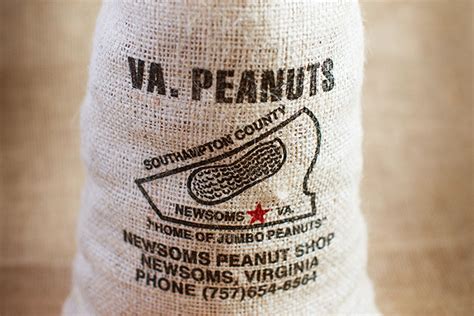 VA. PEANUTS
SOUTHAMPTON COUNTY
NEWSOMS VA.
"HOME OF JUMBO PEANUTS"
NEWSOMS PEANUT SHOP
NEWSOMS, VIRGINIA
PHONE (757)654-6564